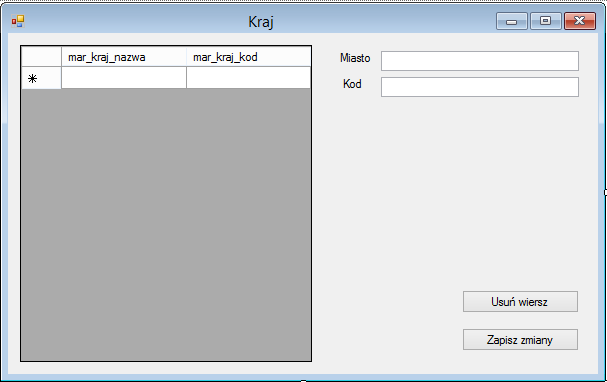 Kraj
mar_kraj_nazwa mar_kraj_kod
Miasto
Kod
Usuń wiersz
Zapisz zmiany